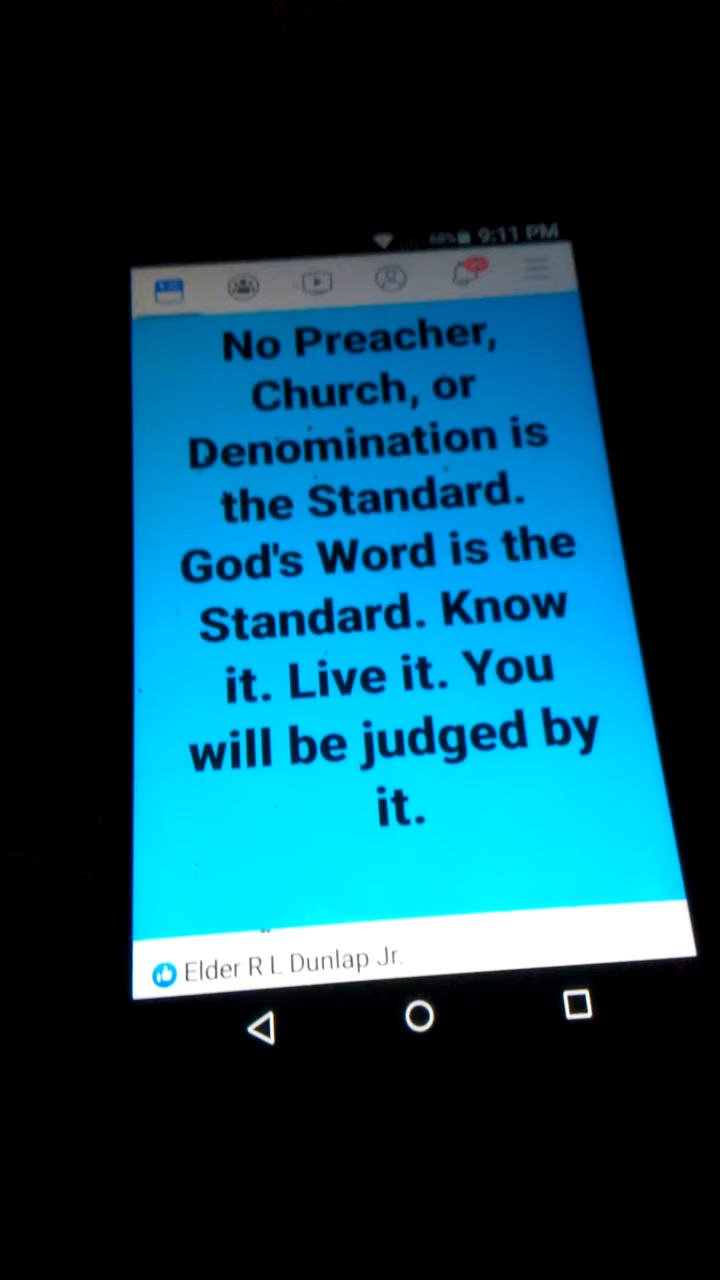 9:11 PM
No Preacher,
Church, or
Denomination is
the Standard.
God's Word is the
Standard. Know
it. Live it. You
will be judged by
it.
Elder R L Dunlap Jr.